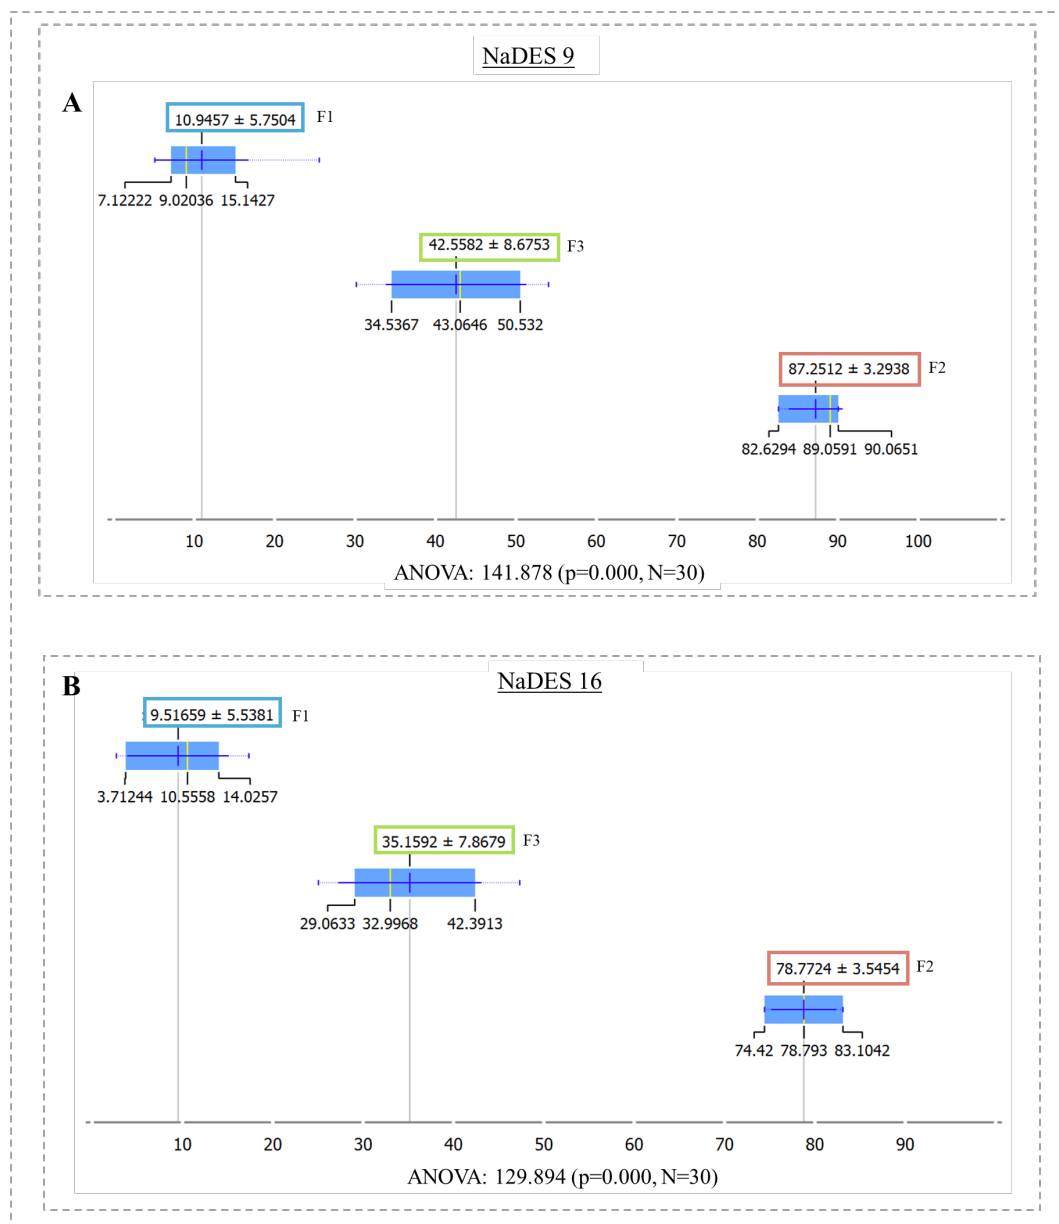 NaDES 9
A
10.9457 ± 5.7504 F1
7.12222 9.02036 15.1427
42.5582 ± 8.6753 F3
34.5367 43.0646 50.532
87.2512 ± 3.2938 F2
82.6294 89.0591 90.0651
10 20 30 40 50 60 70 80 90 100
ANOVA: 141.878 (p=0.000, N=30)
NaDES 16
B
9.51659 ± 5.5381 F1
3.71244 10.5558 14.0257
35.1592 ± 7.8679 F3
29.0633 32.9968 42.3913
78.7724 ± 3.5454 F2
74.42 78.793 83.1042
10 20 30 40 50 60 70 80 90
ANOVA: 129.894 (p=0.000, N=30)